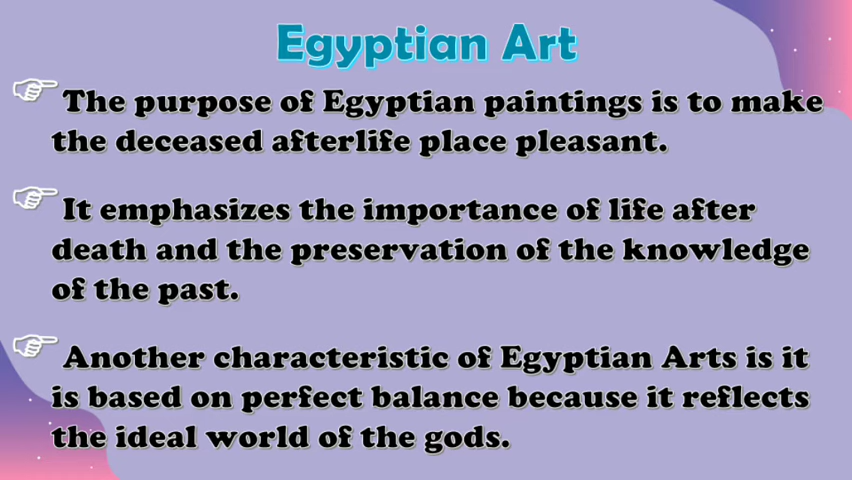 Egyptian Art
The purpose of Egyptian paintings is to make
the deceased afterlife place pleasant.
It emphasizes the importance of life after
death and the preservation of the knowledge
of the past.
Another characteristic of Egyptian Arts is it
is based on perfect balance because it reflects
the ideal world of the gods.